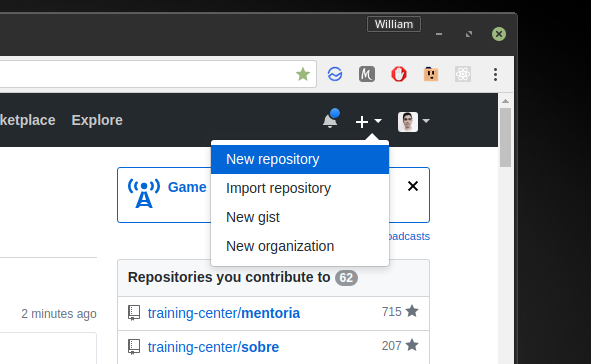 William
ketplace Explore
New repository
Import repository
New gist
New organization
Game
oadcasts
Repositories you contribute to 62
2 minutes ago
training-center/mentoria 715
training-center/sobre 207